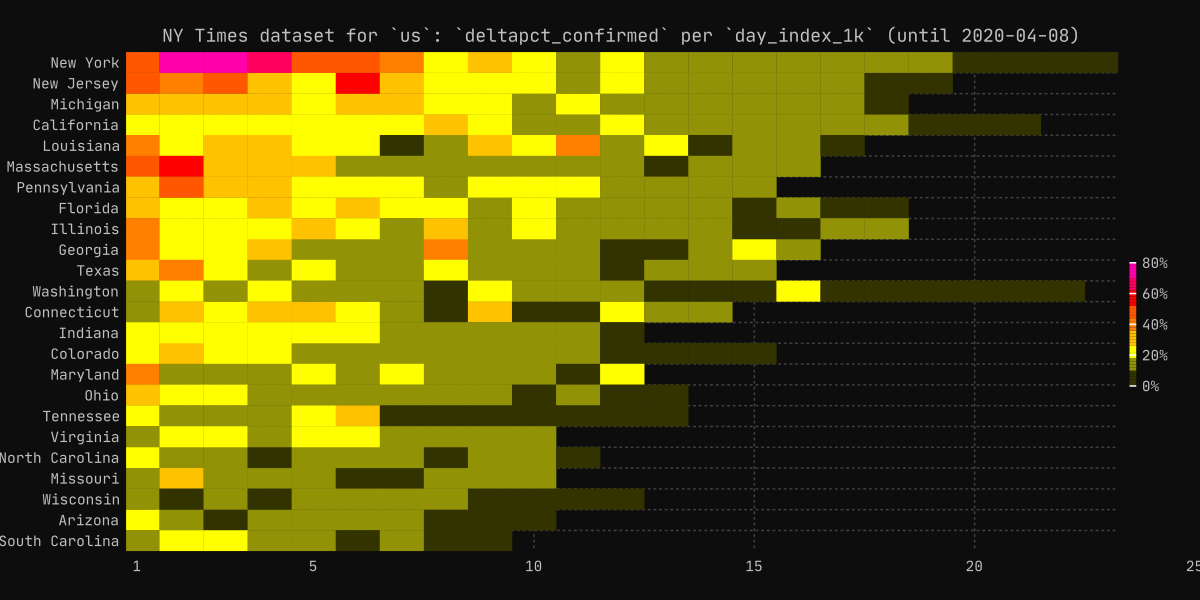 NY Times dataset for `us`: `deltapct_confirmed` per `day_index_1k` (until 2020-04-08)
New York
New Jersey
Michigan
California
Louisiana
Massachusetts
Pennsylvania
Florida
Illinois
Georgia
Texas
Washington
Connecticut
Indiana
Colorado
Maryland
Ohio
Tennessee
Virginia
North Carolina
Missouri
Wisconsin
Arizona
South Carolina
1 5 10 15 20 25
80%
60%
40%
20%
0%